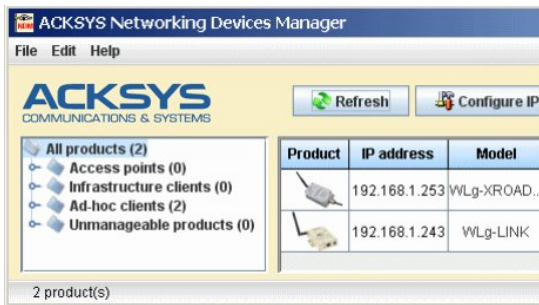 ACKSYS Networking Devices Manager
File Edit Help
ACKSYS
COMMUNICATIONS & SYSTEMS
Refresh
Configure IP
All products (2)
Access points (0)
Infrastructure clients (0)
Ad-hoc clients (2)
Unmanageable products (0)
Product IP address Model
192.168.1.253 WLg-XROAD..
192.168.1.243 WLg-LINK
2 product(s)